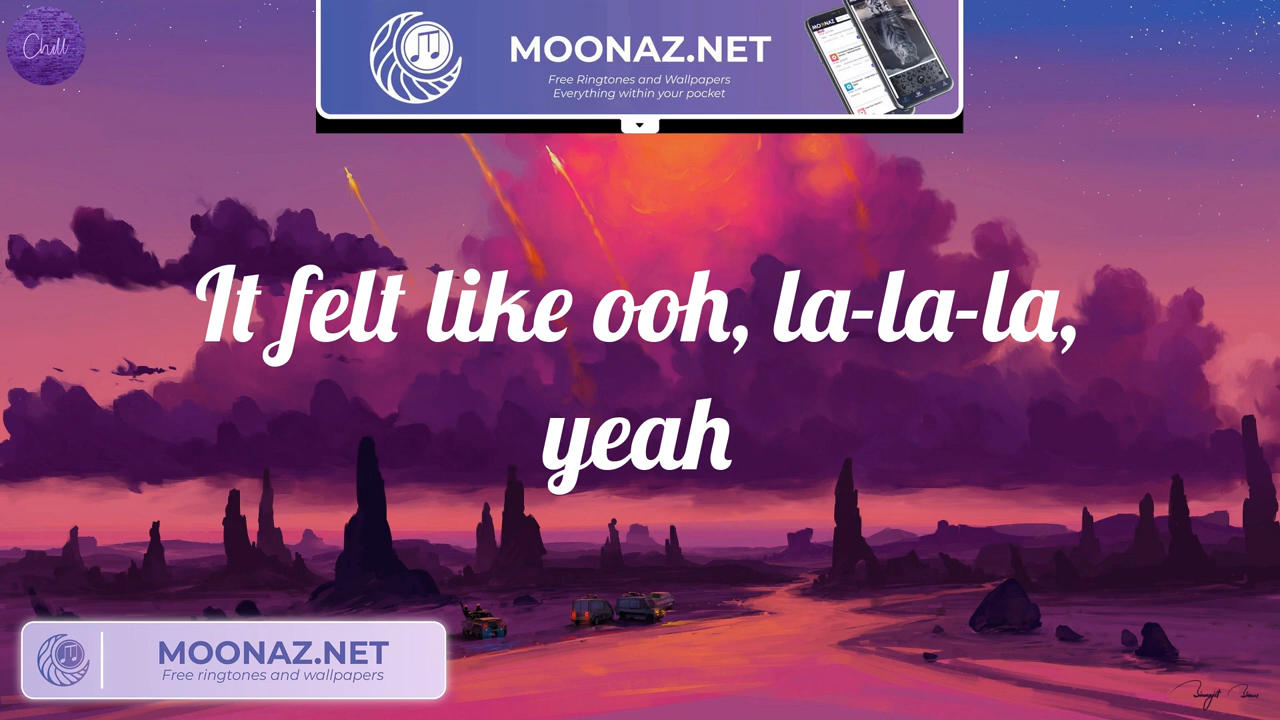 Chill
MOONAZ.NET
Free Ringtones and Wallpapers
Everything within your pocket
It felt like ooh, la-la-la,
yeah
MOONAZ.NET
Free ringtones and wallpapers